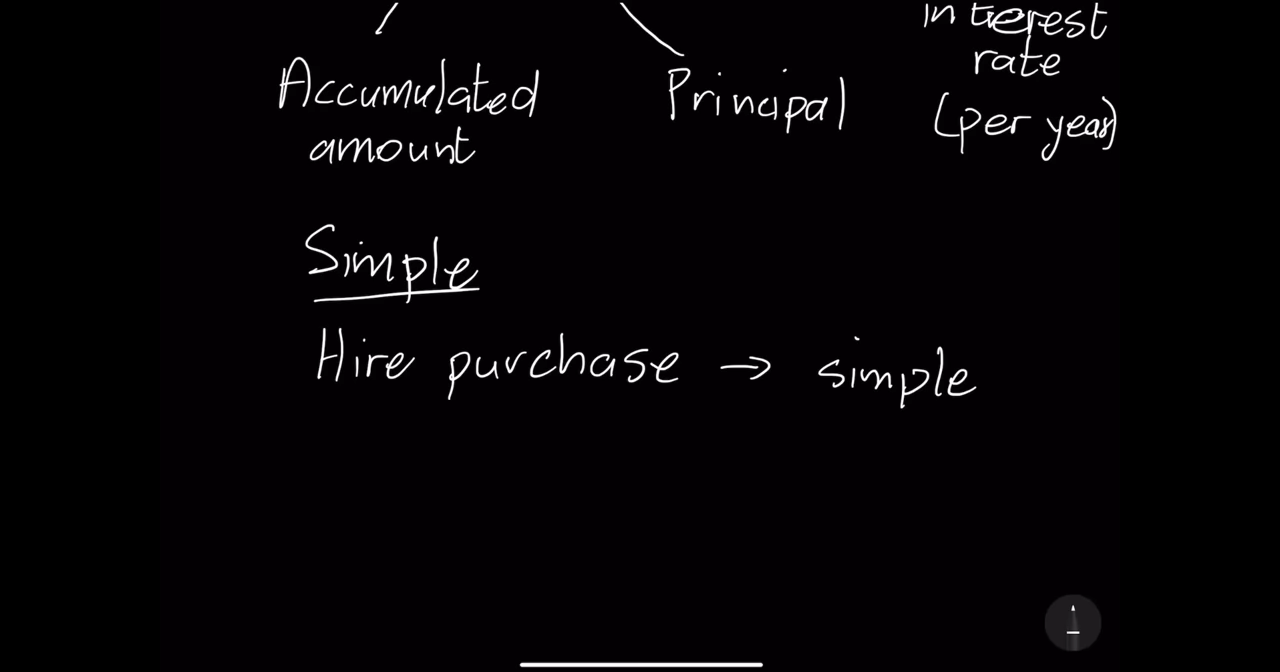 interest
rate
Accumulated
amount
Principal
(per year)
Simple
Hire purchase → simple